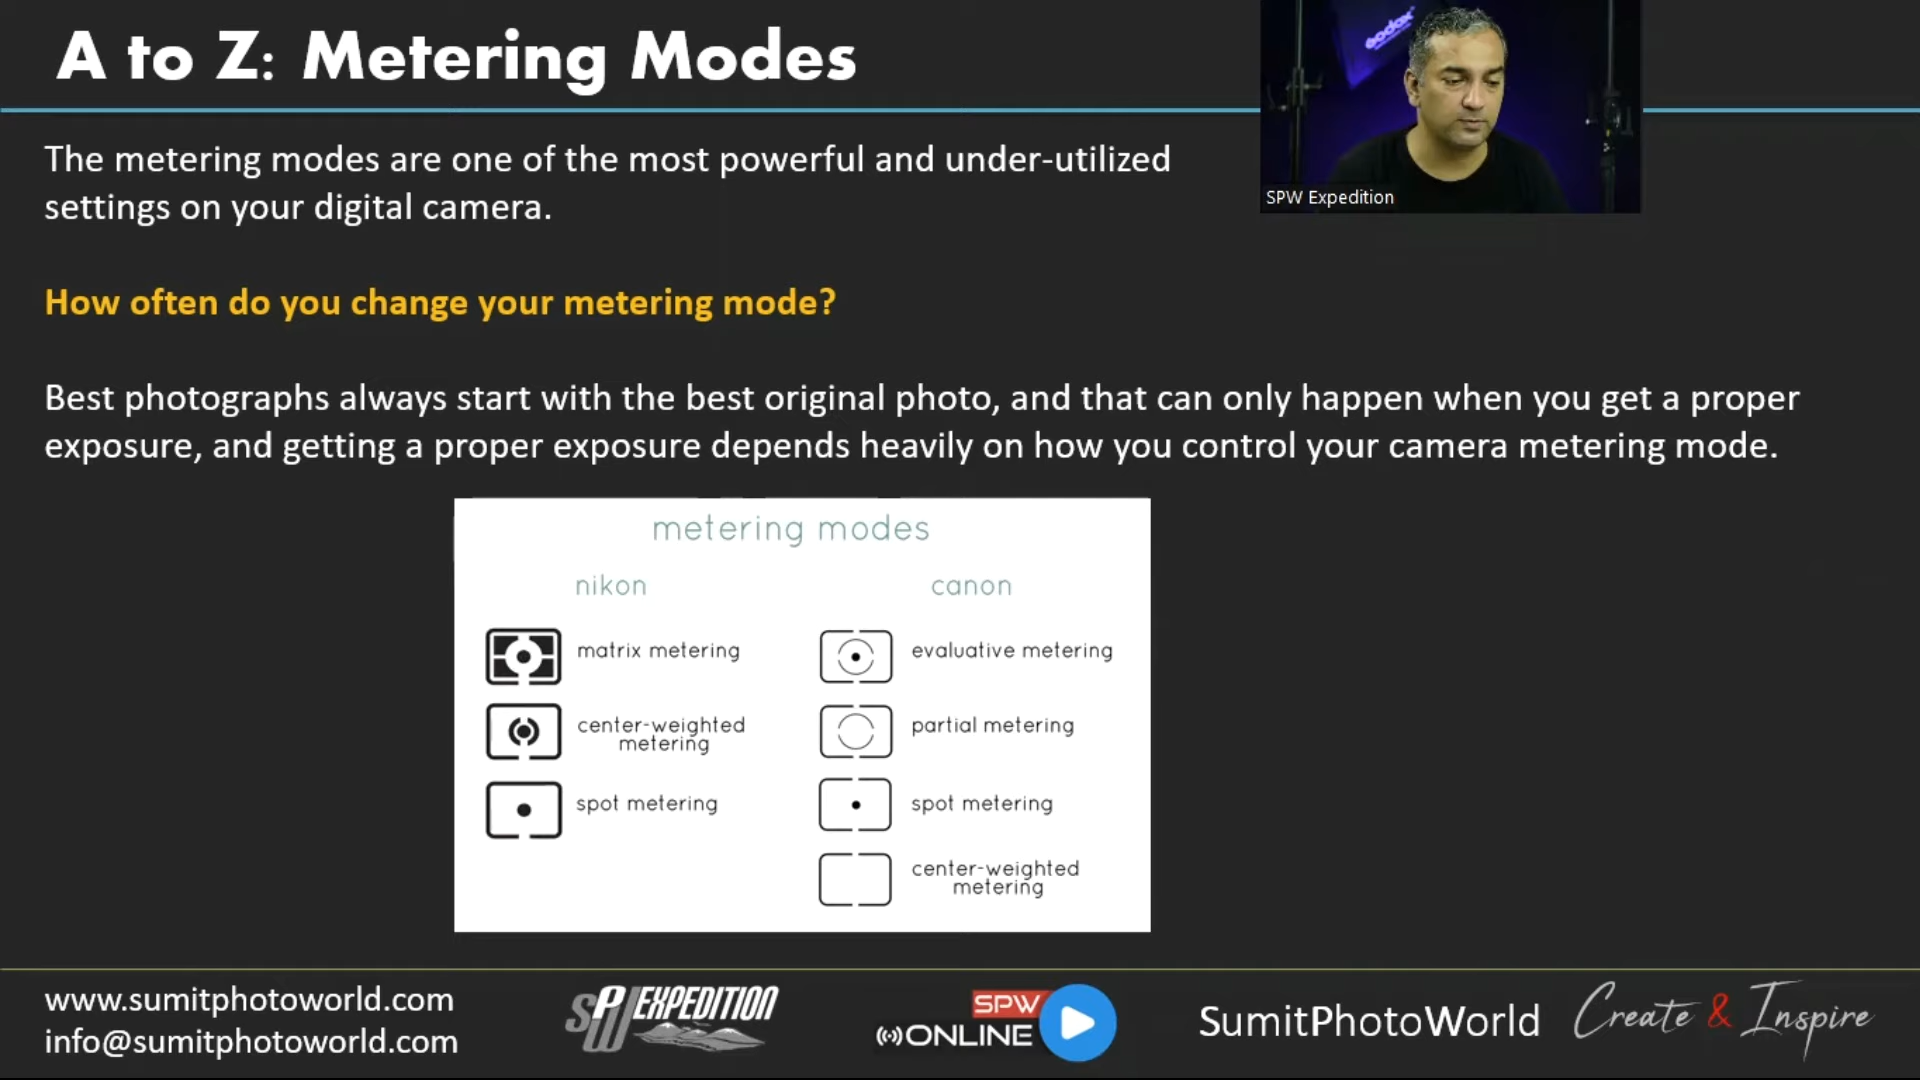 A to Z: Metering Modes
Godox
SPW Expedition
The metering modes are one of the most powerful and under-utilized
settings on your digital camera.
How often do you change your metering mode?
Best photographs always start with the best original photo, and that can only happen when you get a proper
exposure, and getting a proper exposure depends heavily on how you control your camera metering mode.
metering modes
nikon
matrix metering
center-weighted
metering
spot metering
canon
evaluative metering
partial metering
spot metering
center-weighted
metering
www.sumitphotoworld.com
info@sumitphotoworld.com
SPW EXPEDITION
SPW
ONLINE
SumitPhotoWorld
Create & Inspire